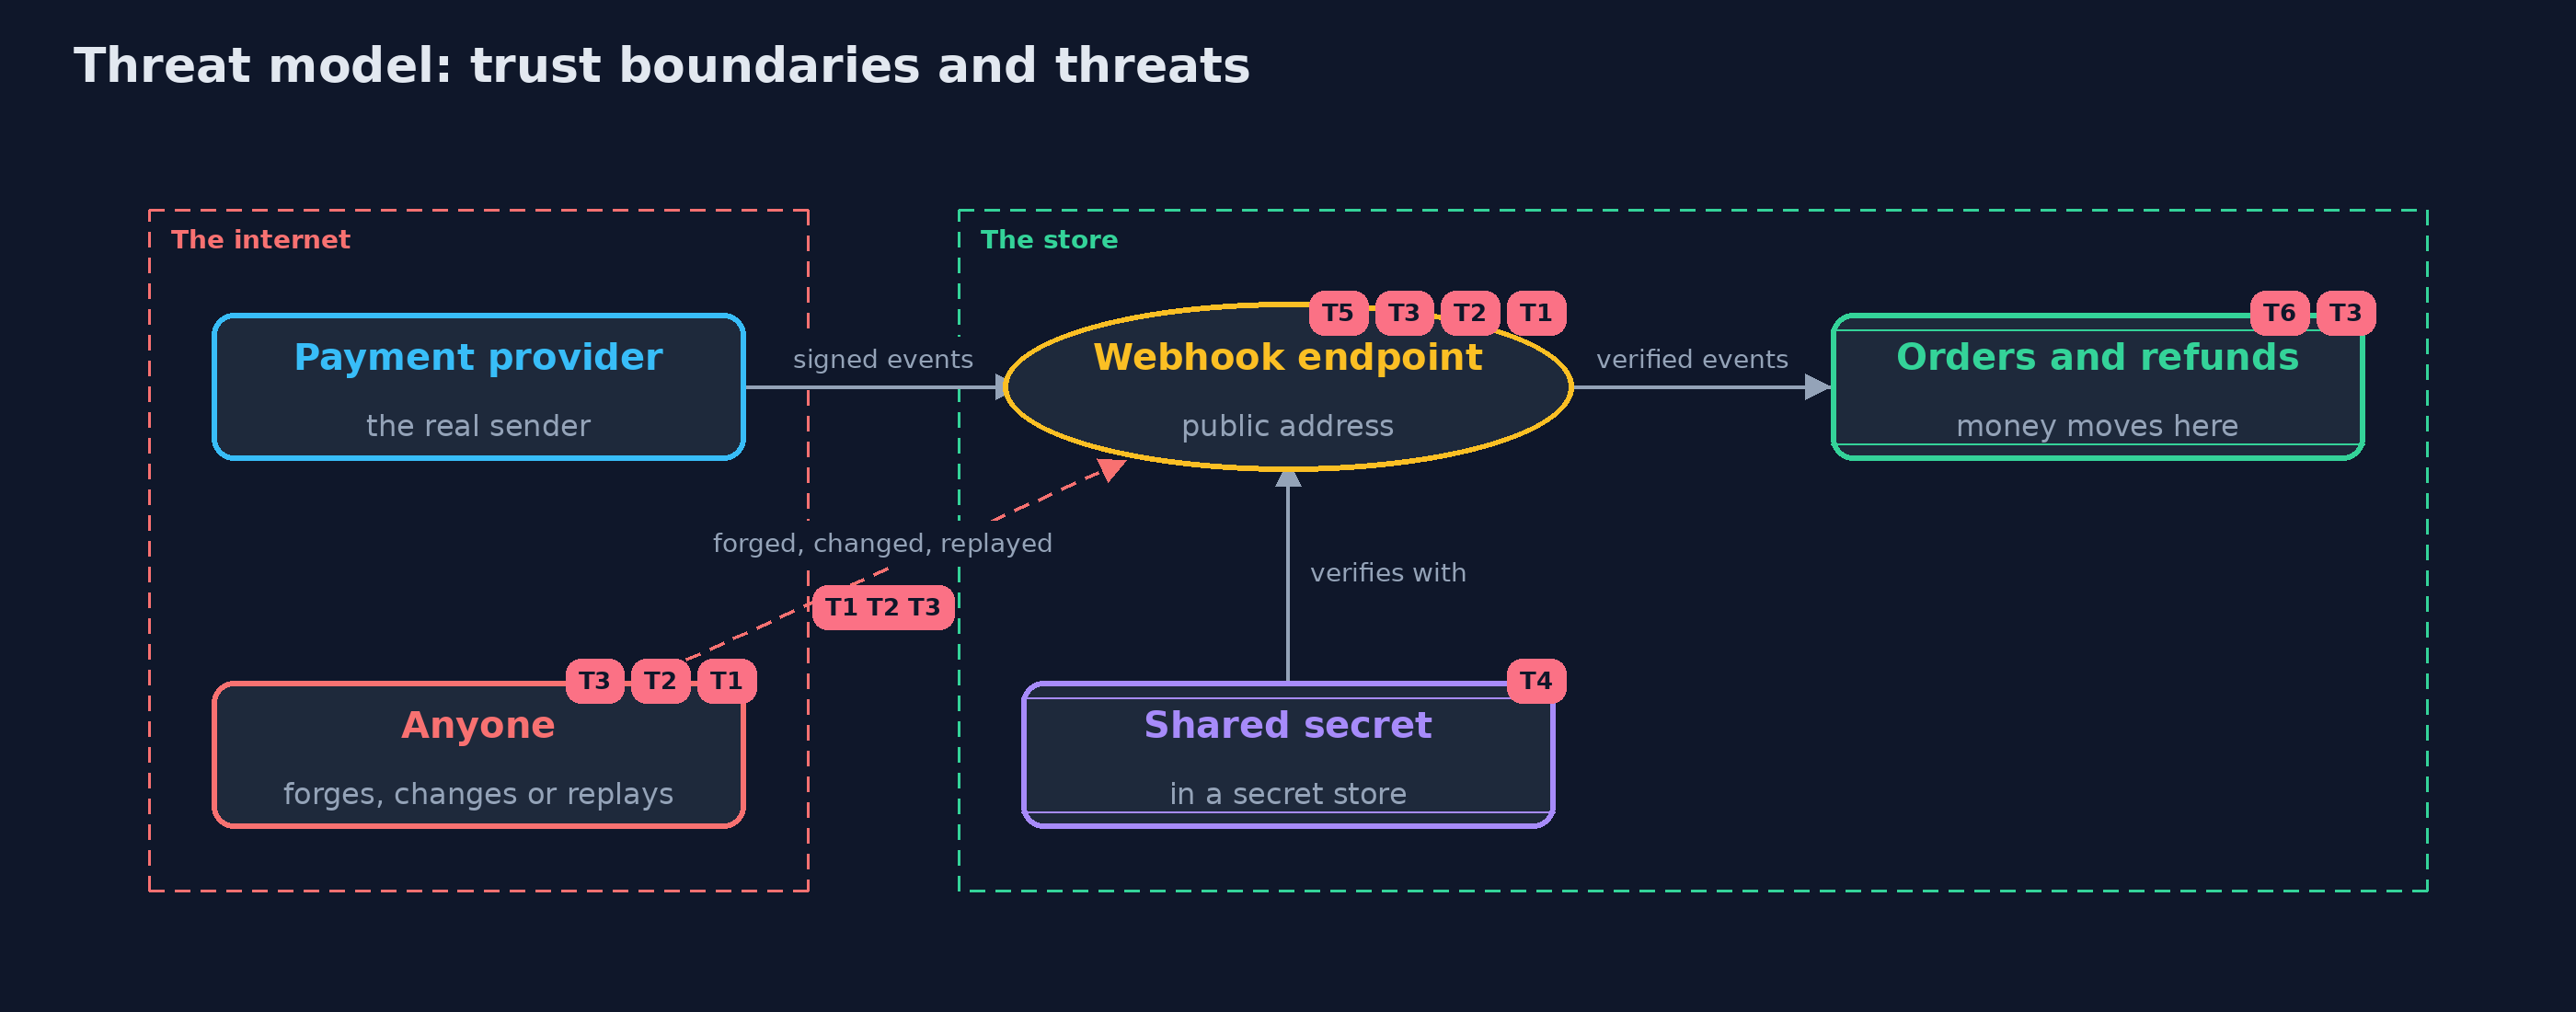 Threat model: trust boundaries and threats
The internet
The store
T5 T3 T2 T1
T6 T3
Payment provider
the real sender
signed events
Webhook endpoint
public address
verified events
Orders and refunds
money moves here
forged, changed, replayed
T1 T2 T3
verifies with
T3 T2 T1
Anyone
forges, changes or replays
T4
Shared secret
in a secret store